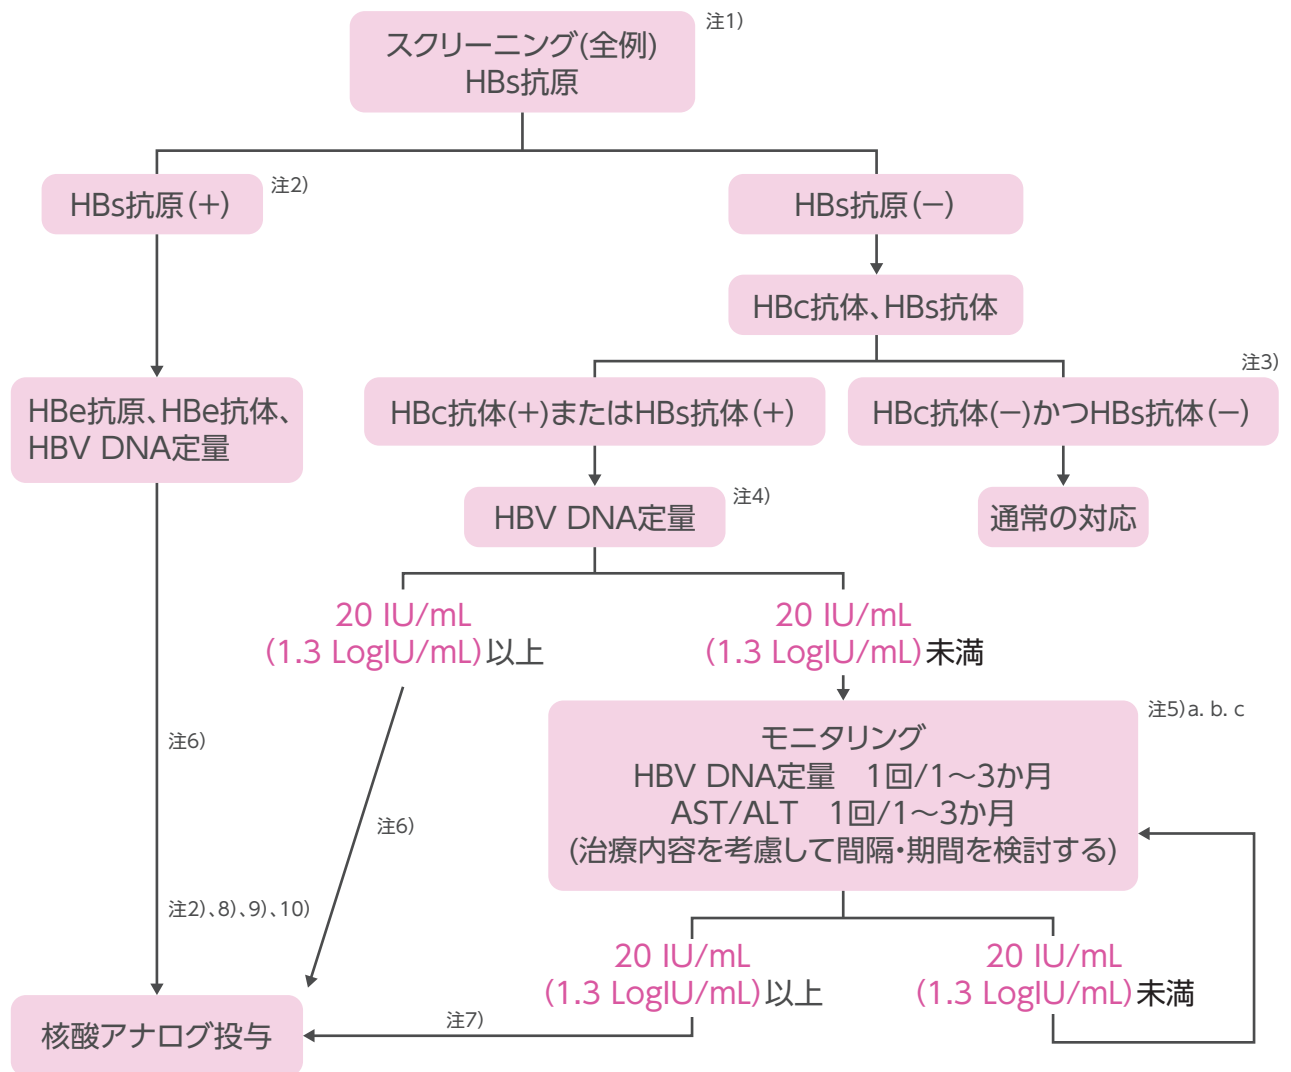 スクリーニング(全例)
HBs抗原
注1)
HBs抗原(+)
注2)
HBs抗原(−)
HBc抗体、HBs抗体
注3)
HBe抗原、HBe抗体、
HBV DNA定量
HBc抗体(+)またはHBs抗体(+)
HBc抗体(−)かつHBs抗体(−)
HBV DNA定量
注4)
通常の対応
20 IU/mL
(1.3 LogIU/mL)以上
20 IU/mL
(1.3 LogIU/mL)未満
注5)a. b. c
モニタリング
HBV DNA定量　1回/1〜3か月
AST/ALT　1回/1〜3か月
(治療内容を考慮して間隔・期間を検討する)
注6)
注6)
注2)、8)、9)、10)
20 IU/mL
(1.3 LogIU/mL)以上
20 IU/mL
(1.3 LogIU/mL)未満
注7)
核酸アナログ投与